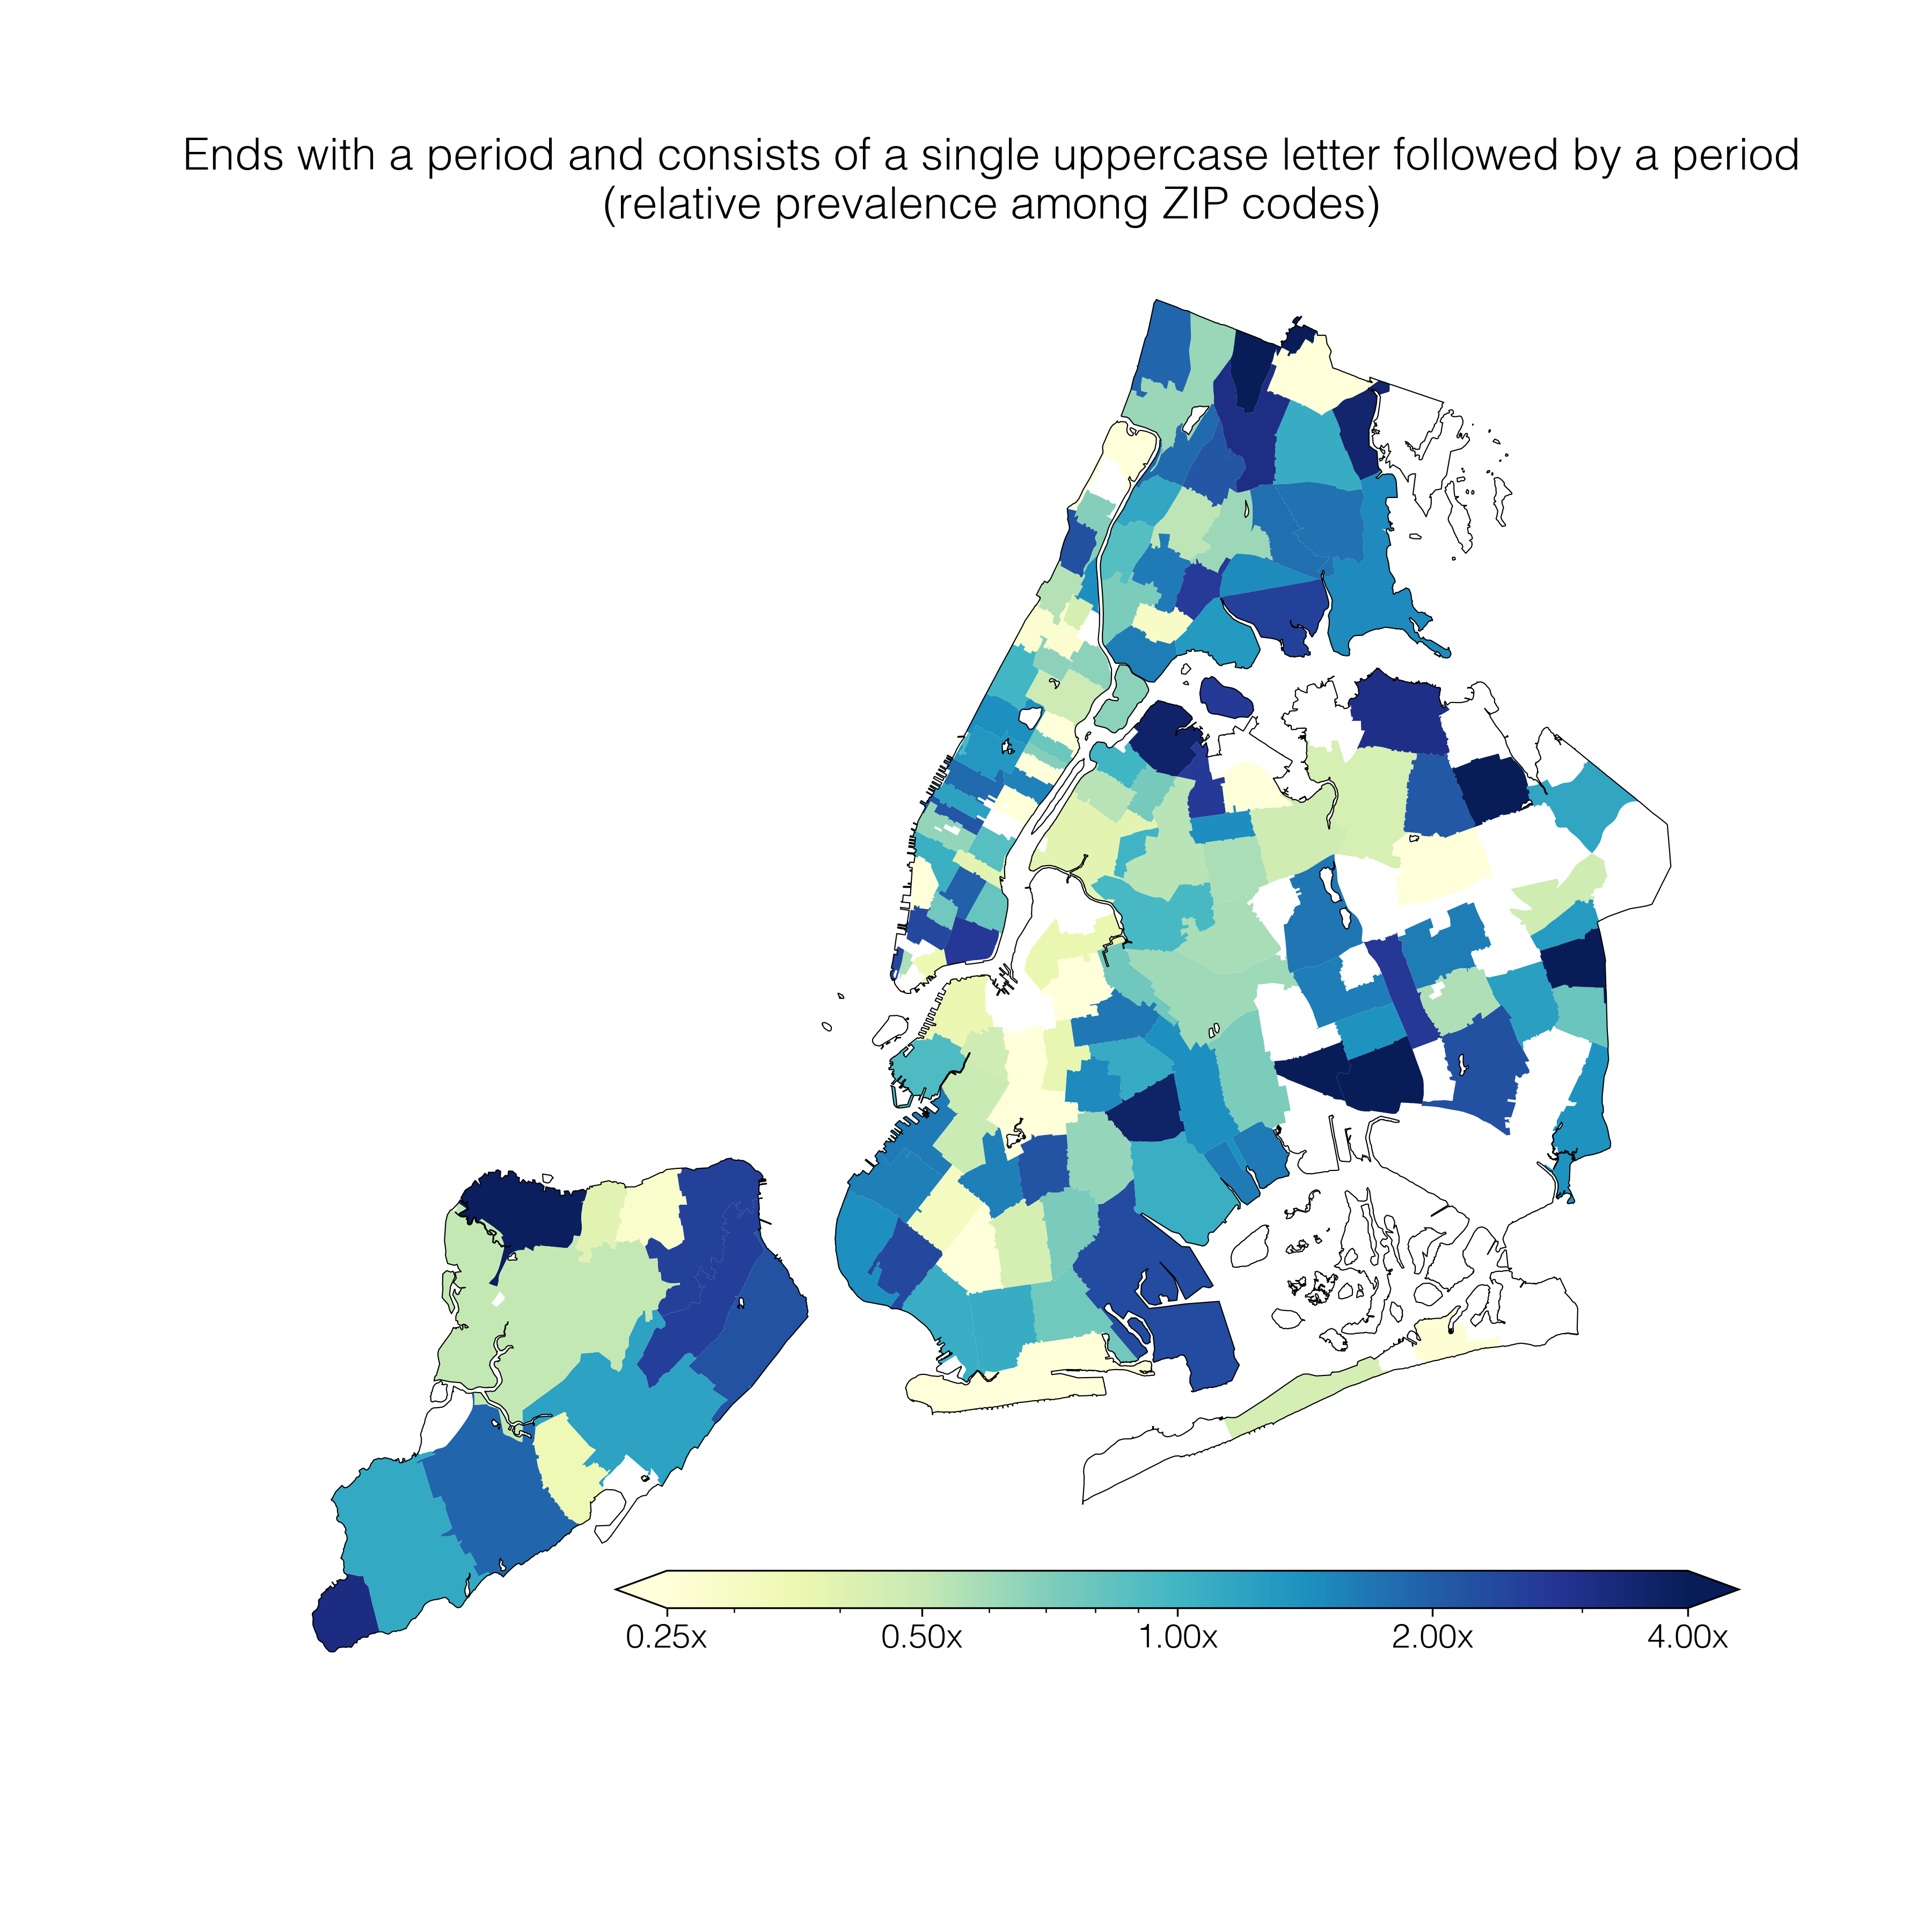 Ends with a period and consists of a single uppercase letter followed by a period
(relative prevalence among ZIP codes)
0.25x 0.50x 1.00x 2.00x 4.00x